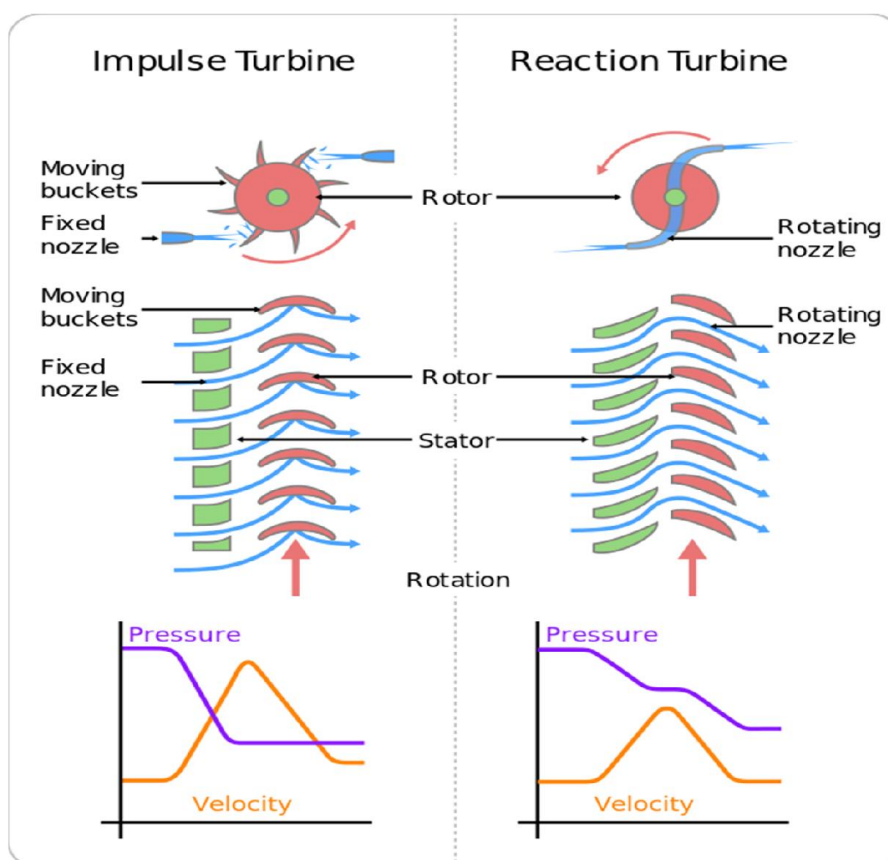 Impulse Turbine
Reaction Turbine
Moving
buckets
Rotor
Fixed
nozzle
Rotating
nozzle
Moving
buckets
Rotating
nozzle
Fixed
nozzle
Rotor
Stator
Rotation
Pressure
Velocity
Pressure
Velocity